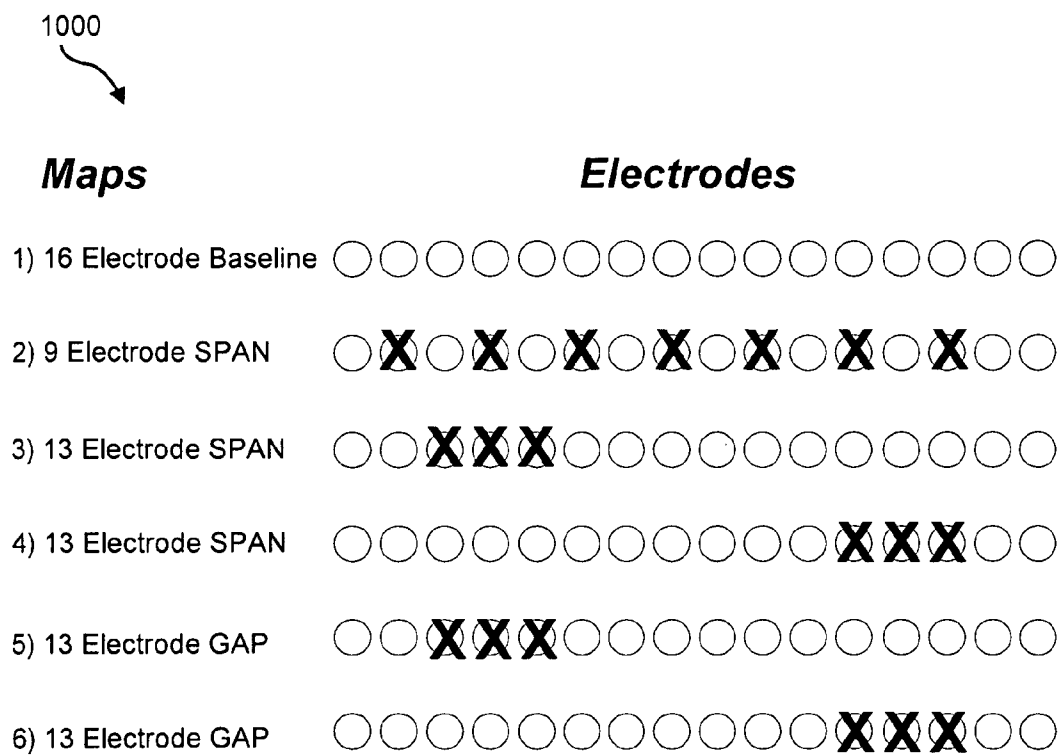 1000
Maps Electrodes
1) 16 Electrode Baseline
2) 9 Electrode SPAN X X X X X X X
3) 13 Electrode SPAN X X X
4) 13 Electrode SPAN X X X
5) 13 Electrode GAP X X X
6) 13 Electrode GAP X X X